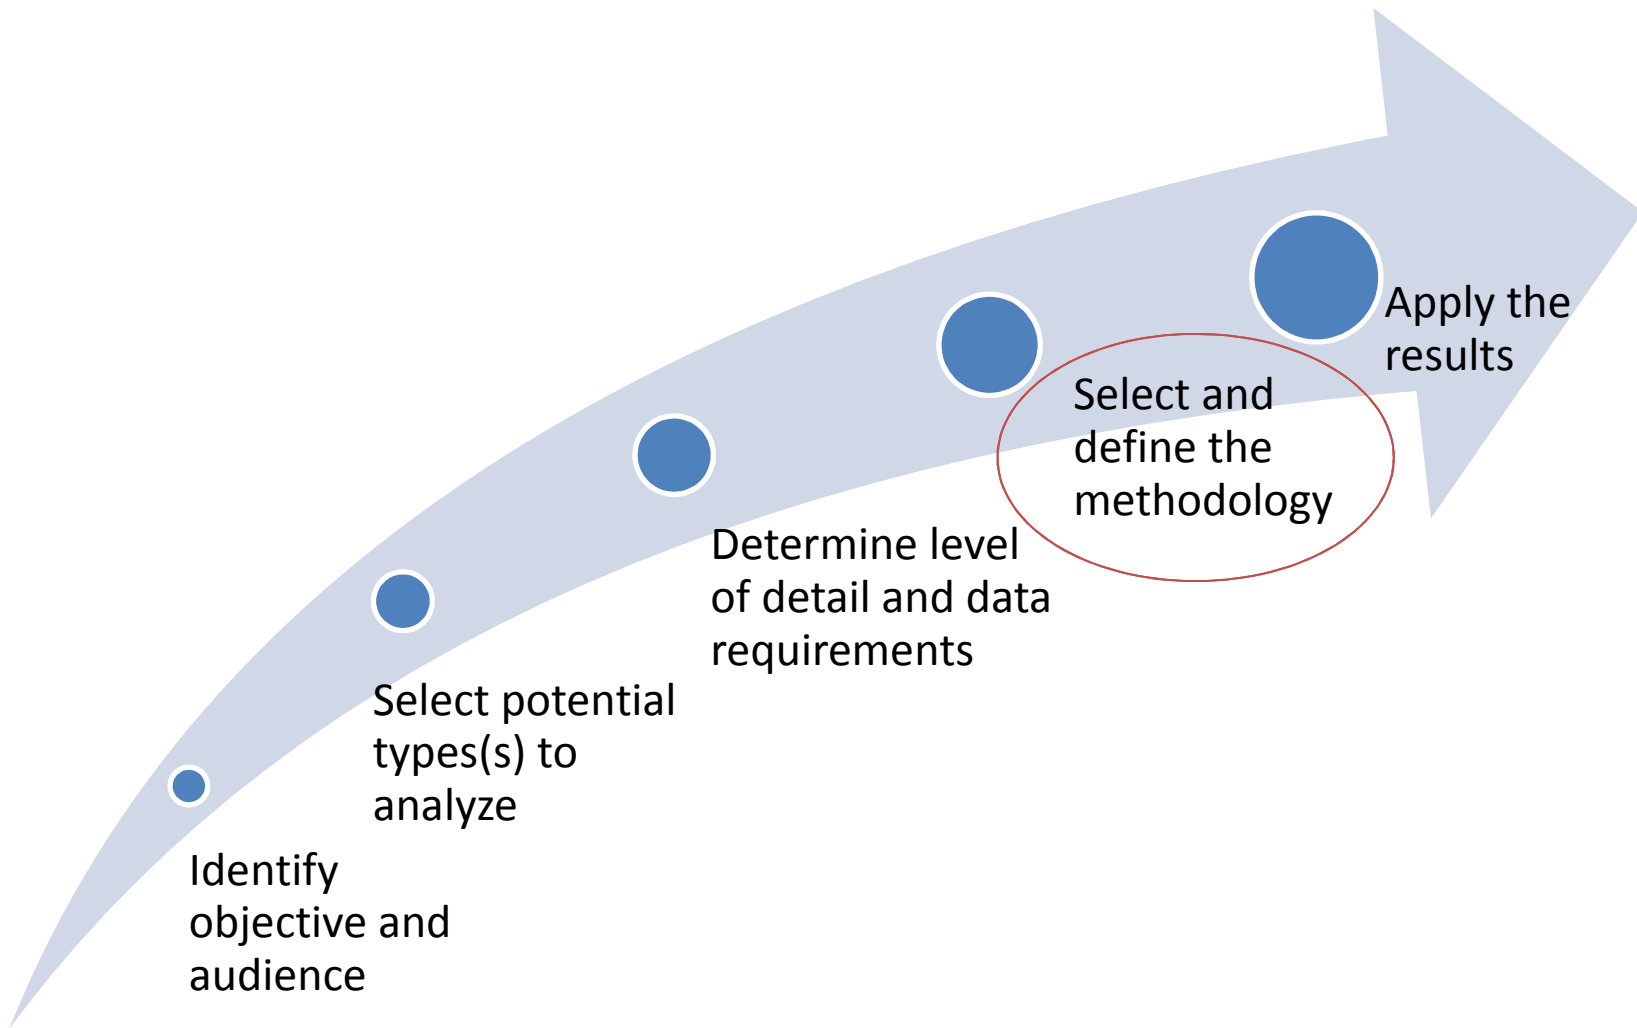 Identify
objective and
audience
Select potential
types(s) to
analyze
Determine level
of detail and data
requirements
Select and
define the
methodology
Apply the
results